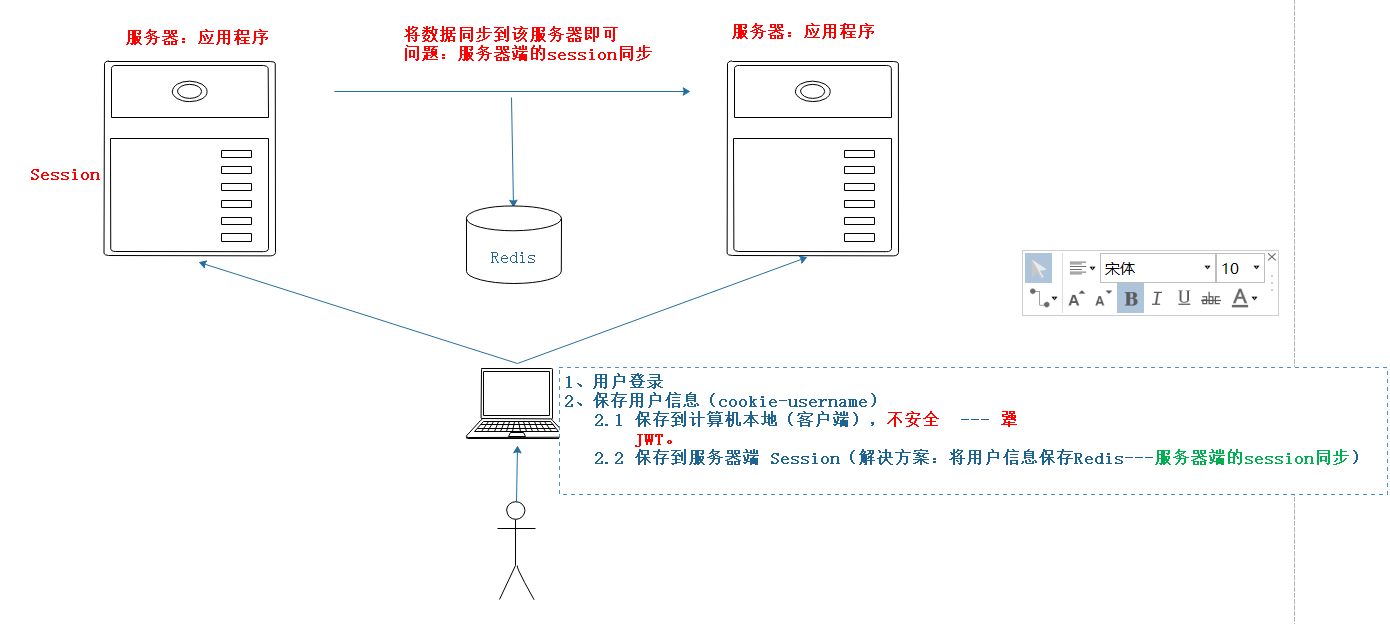 服务器：应用程序
将数据同步到该服务器即可
问题：服务器端的session同步
服务器：应用程序
Session
Redis
宋体
10
A
A
B
I
U
abc
A
1、用户登录
2、保存用户信息（cookie-username）
2.1 保存到计算机本地（客户端），不安全 --- 犟
JWT。
2.2 保存到服务器端 Session（解决方案：将用户信息保存Redis---服务器端的session同步）